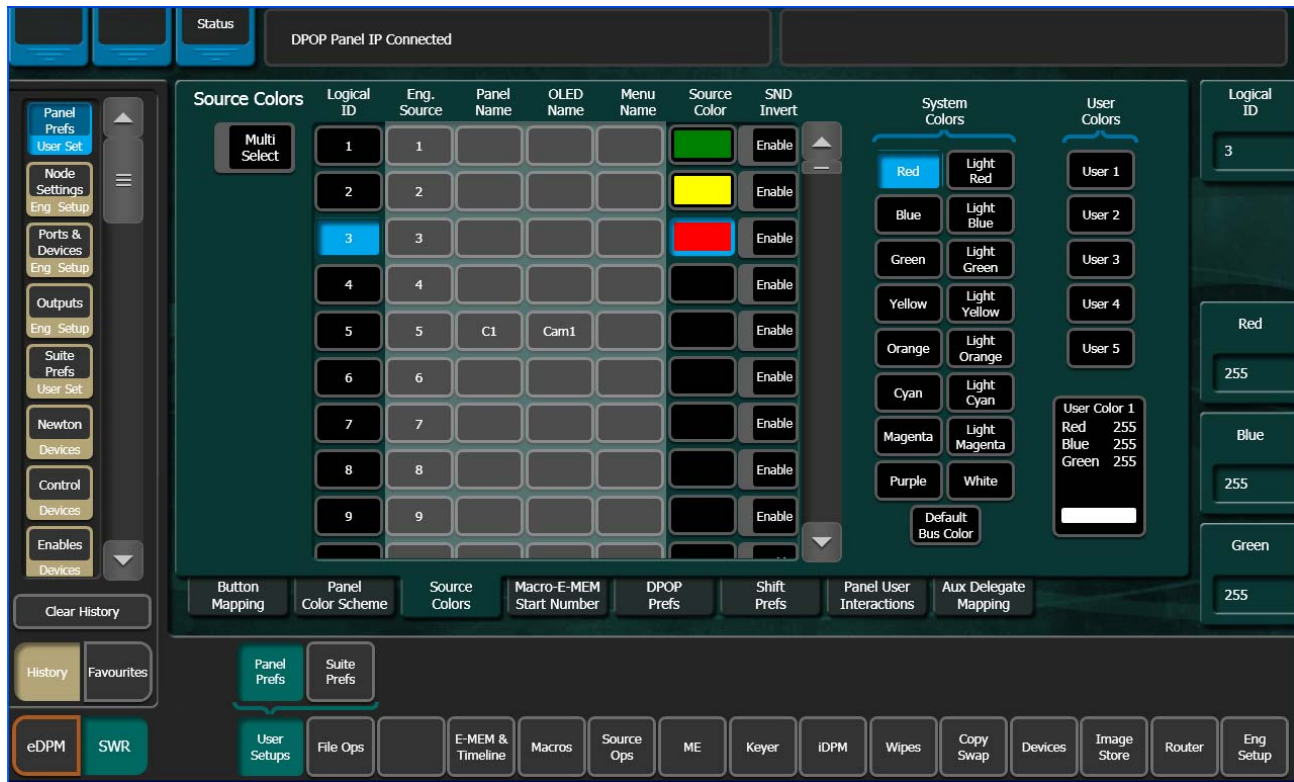 Status
DPOP Panel IP Connected
Panel
Prefs
User Set
Node
Settings
Eng Setup
Ports &
Devices
Eng Setup
Outputs
Eng Setup
Suite
Prefs
User Set
Newton
Devices
Control
Devices
Enables
Devices
Clear History
History
Favourites
Source Colors
Multi
Select
Logical
ID
Eng.
Source
Panel
Name
OLED
Name
Menu
Name
Source
Color
SND
Invert
1 1 Enable
2 2 Enable
3 3 Enable
4 4 Enable
5 5 C1 Cam1 Enable
6 6 Enable
7 7 Enable
8 8 Enable
9 9 Enable
System
Colors
Red
Light
Red
Blue
Light
Blue
Green
Light
Green
Yellow
Light
Yellow
Orange
Light
Orange
Cyan
Light
Cyan
Magenta
Light
Magenta
Purple
White
Default
Bus Color
User
Colors
User 1
User 2
User 3
User 4
User 5
User Color 1
Red 255
Blue 255
Green 255
Logical
ID
3
Red
255
Blue
255
Green
255
Button
Mapping
Panel
Color Scheme
Source
Colors
Macro-E-MEM
Start Number
DPOP
Prefs
Shift
Prefs
Panel User
Interactions
Aux Delegate
Mapping
Panel
Prefs
Suite
Prefs
eDPM
SWR
User
Setups
File Ops
E-MEM &
Timeline
Macros
Source
Ops
ME
Keyer
iDPM
Wipes
Copy
Swap
Devices
Image
Store
Router
Eng
Setup